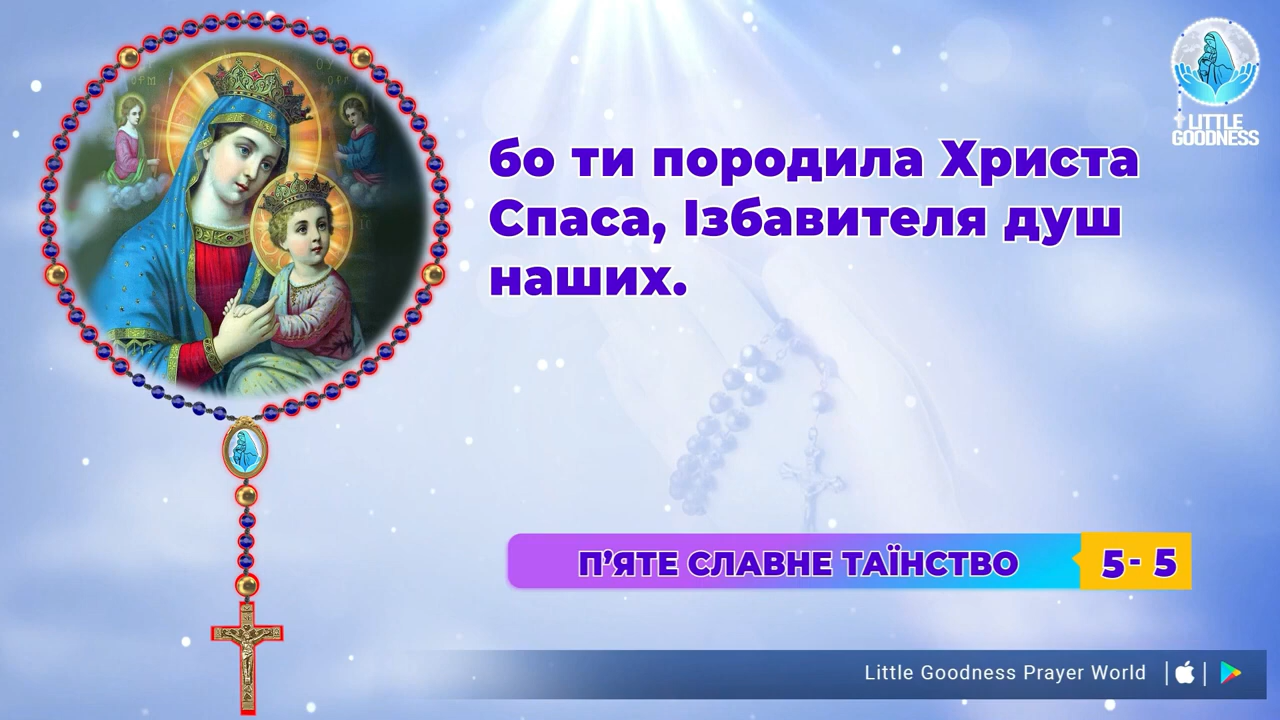 LITTLE
GOODNESS
бо ти породила Христа
Спаса, Ізбавителя душ
наших.
П’ЯТЕ СЛАВНЕ ТАЇНСТВО 5 - 5
Little Goodness Prayer World